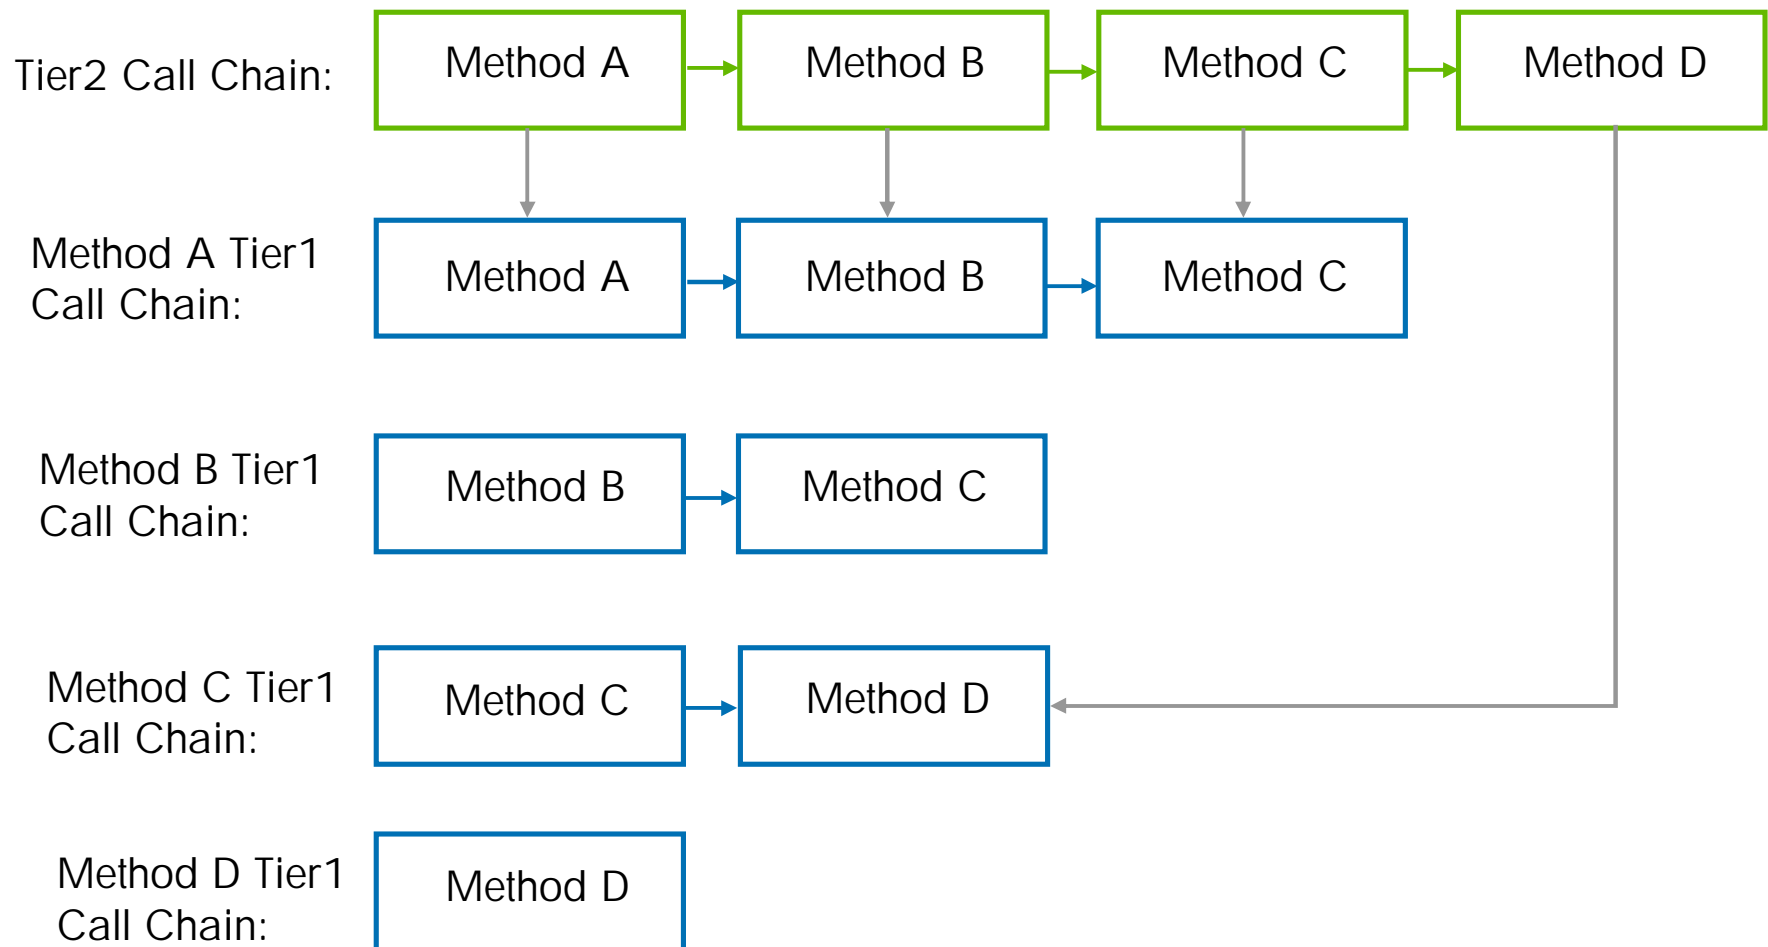 Tier2 Call Chain:
Method A
Method B
Method C
Method D
Method A Tier1
Call Chain:
Method A
Method B
Method C
Method B Tier1
Call Chain:
Method B
Method C
Method C Tier1
Call Chain:
Method C
Method D
Method D Tier1
Call Chain:
Method D